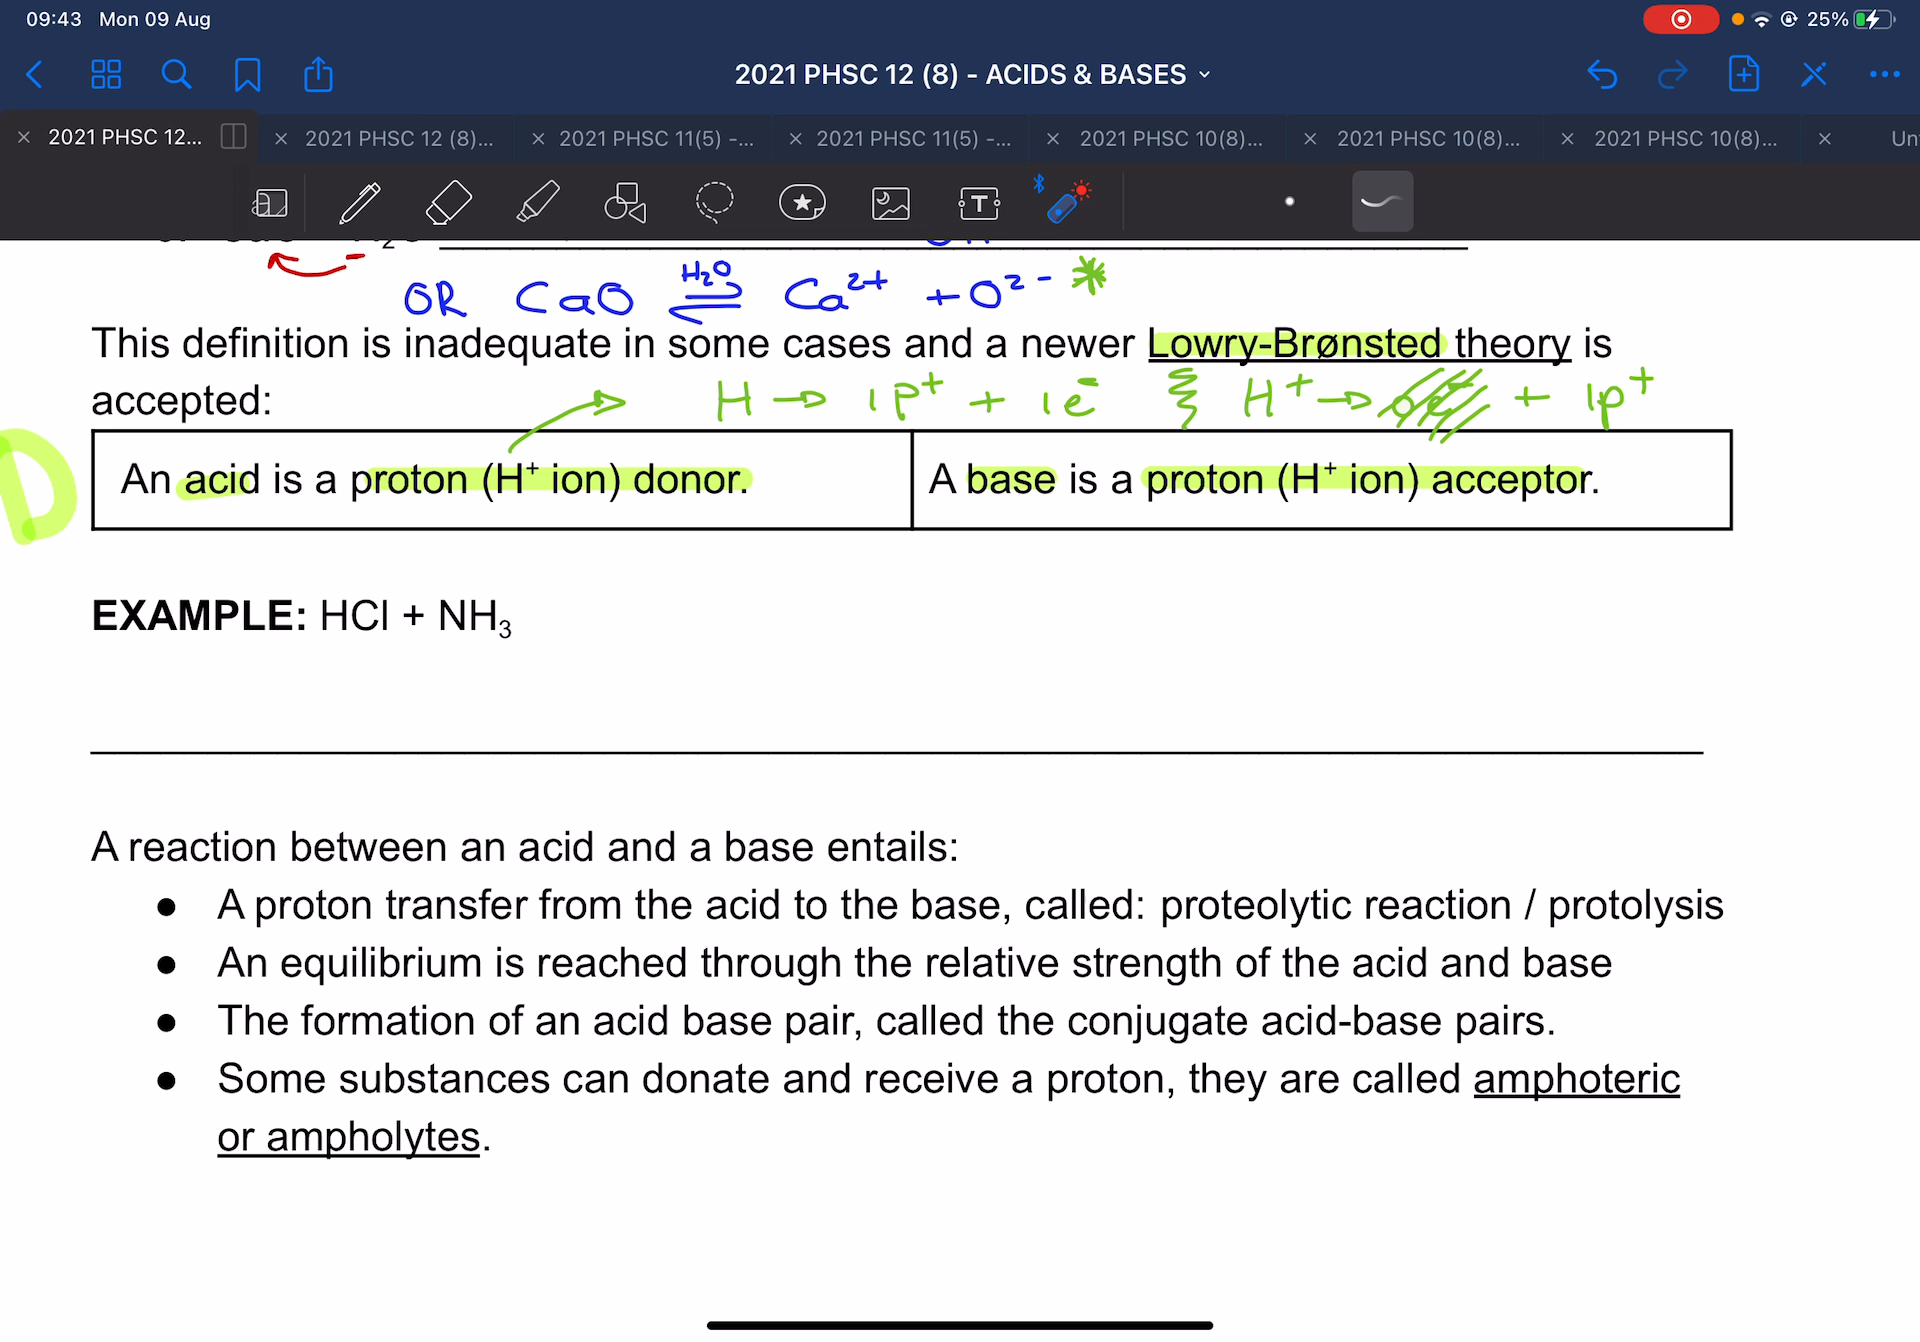 09:43 Mon 09 Aug
25%
2021 PHSC 12 (8) - ACIDS & BASES
2021 PHSC 12... 2021 PHSC 12 (8)... 2021 PHSC 11(5) -... 2021 PHSC 11(5) -... 2021 PHSC 10(8)... 2021 PHSC 10(8)... 2021 PHSC 10(8)... Un
OR CaO ⇌ Ca²⁺ + O²⁻ *
H₂O
This definition is inadequate in some cases and a newer Lowry-Brønsted theory is
accepted:
H → 1p⁺ + 1e⁻ H⁺ → + 1p⁺
D
An acid is a proton (H⁺ ion) donor. A base is a proton (H⁺ ion) acceptor.
EXAMPLE: HCl + NH₃
A reaction between an acid and a base entails:
● A proton transfer from the acid to the base, called: proteolytic reaction / protolysis
● An equilibrium is reached through the relative strength of the acid and base
● The formation of an acid base pair, called the conjugate acid-base pairs.
● Some substances can donate and receive a proton, they are called amphoteric
or ampholytes.